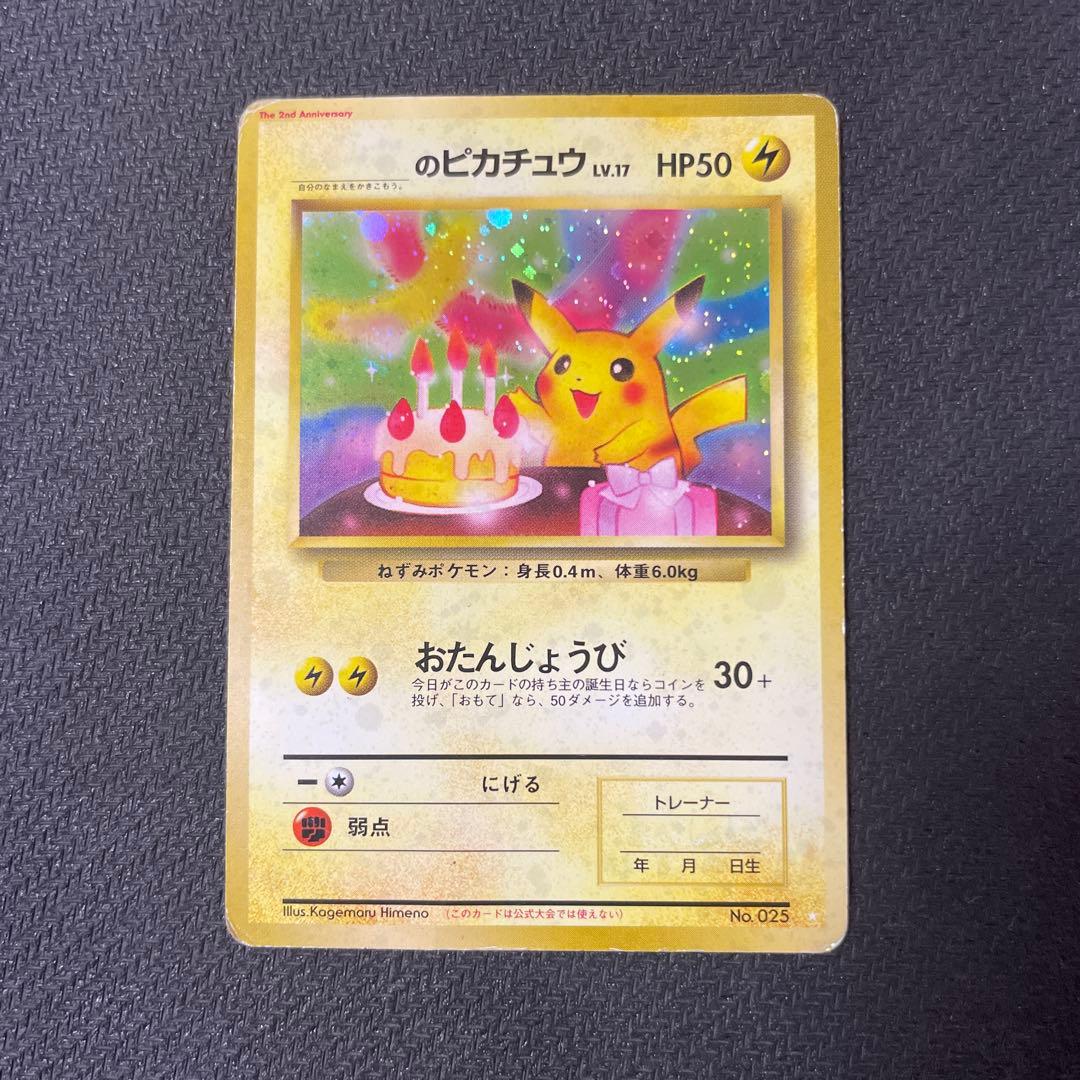 The 2nd Anniversary
のピカチュウ LV.17 HP50
自分のなまえをかきこもう。
ねずみポケモン：身長0.4m、体重6.0kg
おたんじょうび 30+
今日がこのカードの持ち主の誕生日ならコインを
投げ、「おもて」なら、50ダメージを追加する。
にげる
弱点
トレーナー
年 月 日生
Illus.Kagemaru Himeno (このカードは公式大会では使えない) No. 025